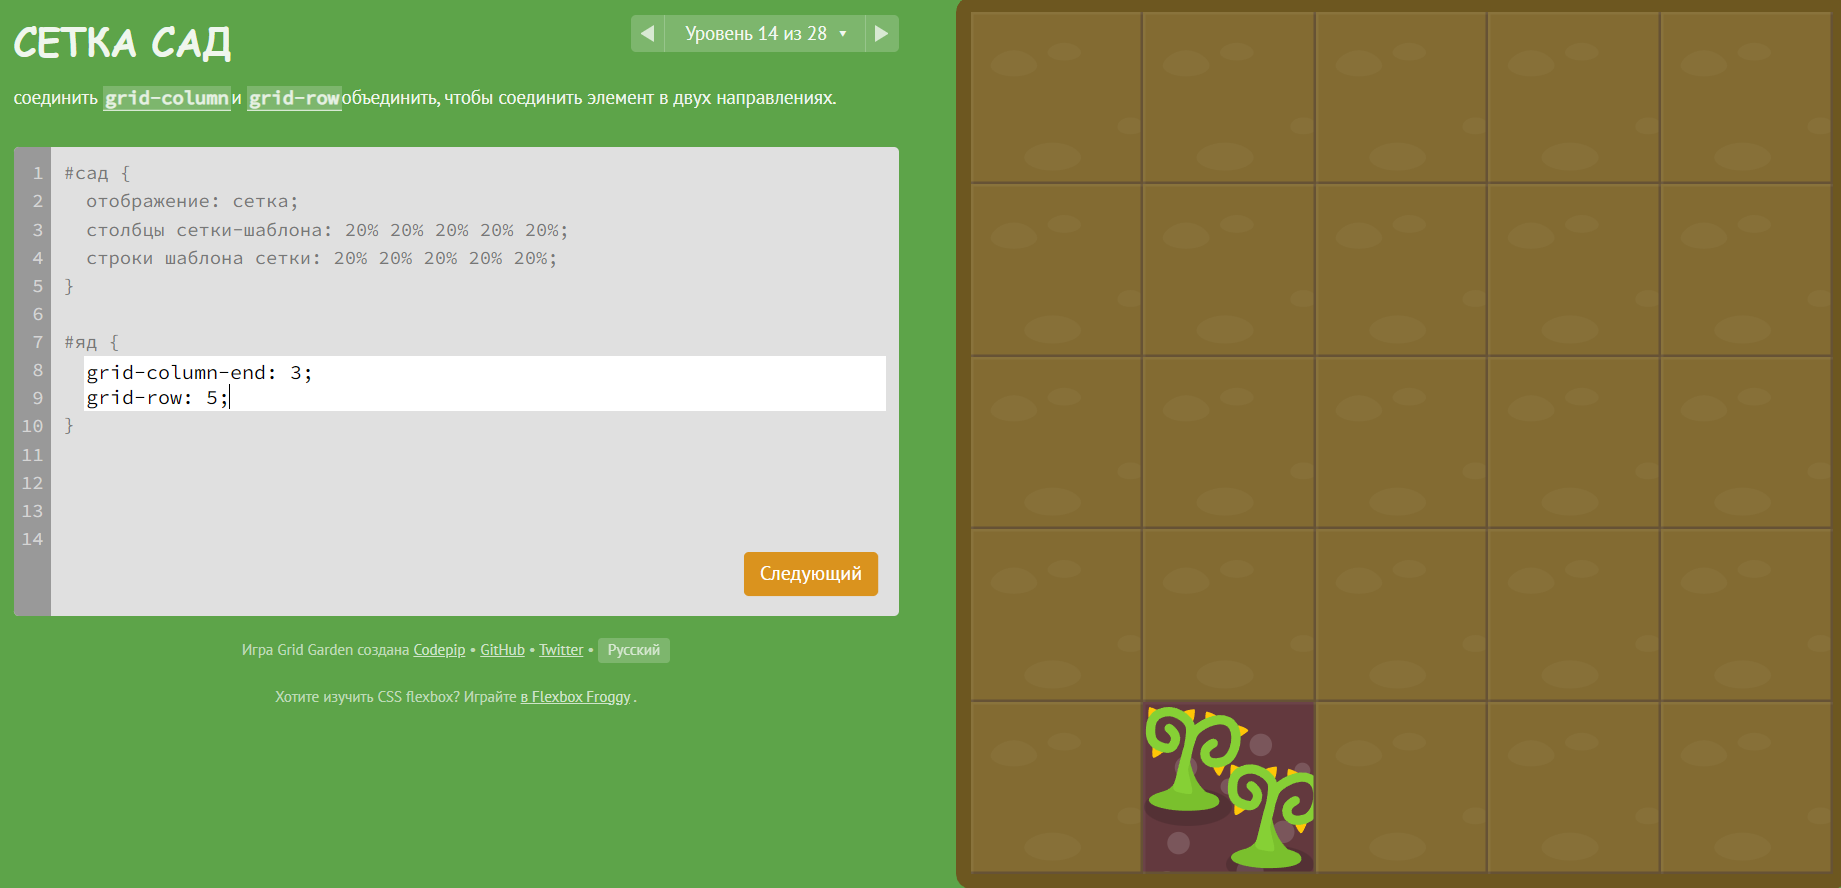 СЕТКА САД
◀ Уровень 14 из 28 ▼ ▶
соединить grid-column и grid-row объединить, чтобы соединить элемент в двух направлениях.
1 #сад {
2 отображение: сетка;
3 столбцы сетки-шаблона: 20% 20% 20% 20% 20%;
4 строки шаблона сетки: 20% 20% 20% 20% 20%;
5 }
6
7 #яд {
8 grid-column-end: 3;
9 grid-row: 5;
10 }
11
12
13
14
Следующий
Игра Grid Garden создана Codepip • GitHub • Twitter • Русский
Хотите изучить CSS flexbox? Играйте в Flexbox Froggy .